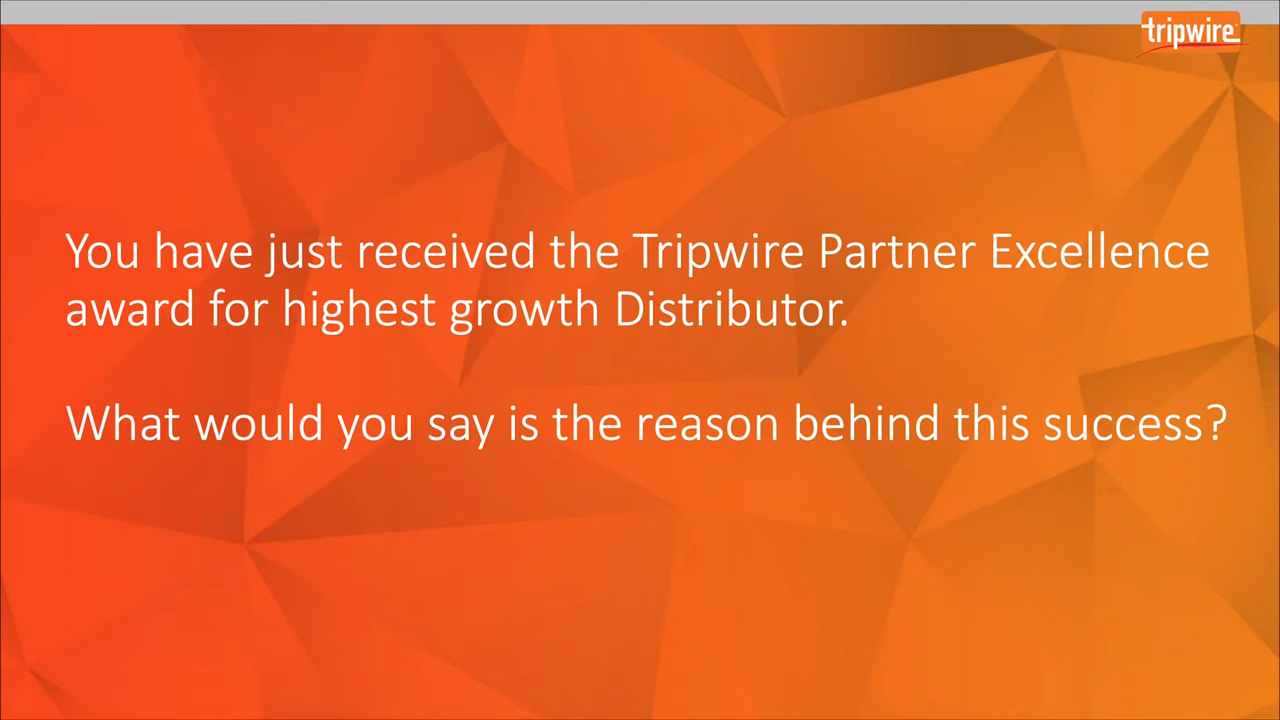 tripwire
You have just received the Tripwire Partner Excellence
award for highest growth Distributor.
What would you say is the reason behind this success?